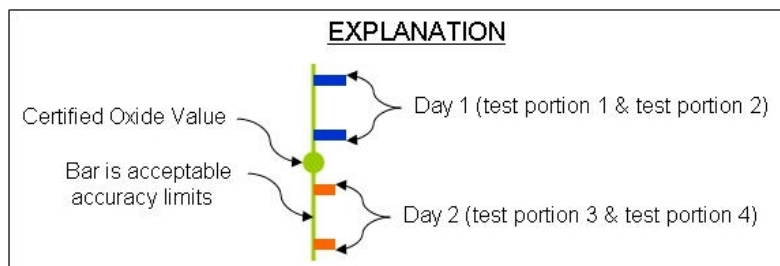 EXPLANATION
Day 1 (test portion 1 & test portion 2)
Certified Oxide Value
Bar is acceptable
accuracy limits
Day 2 (test portion 3 & test portion 4)